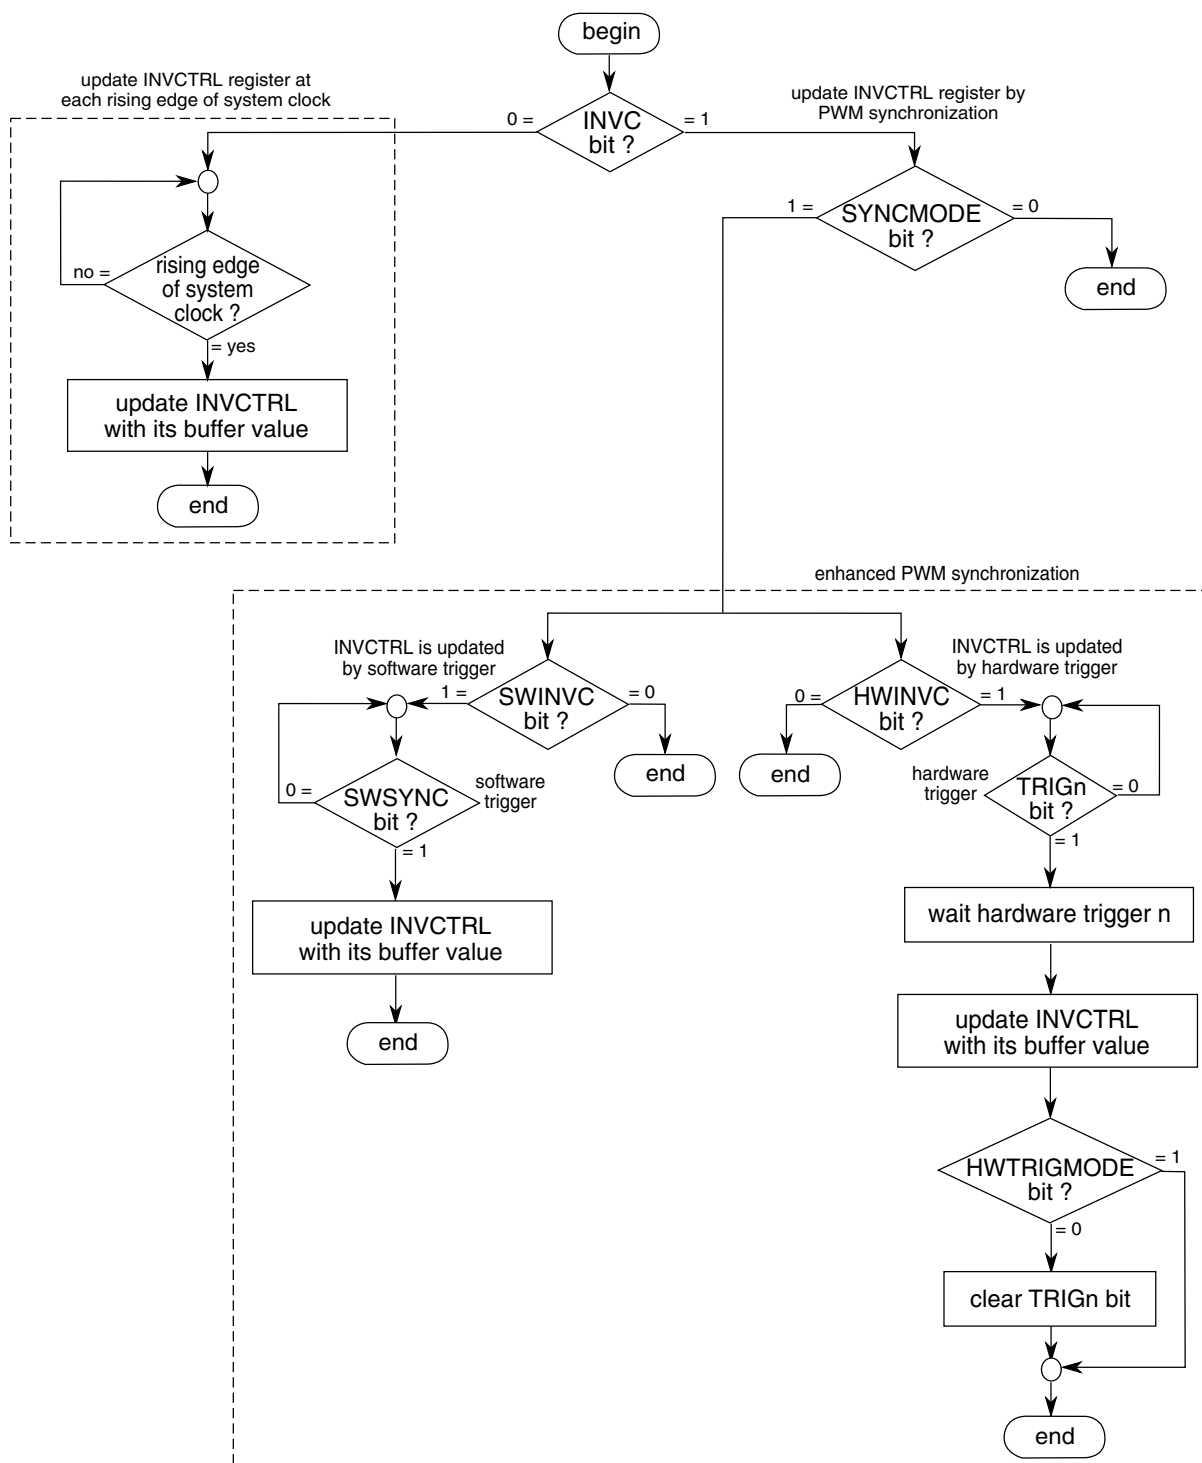 begin
update INVCTRL register at
each rising edge of system clock
update INVCTRL register by
PWM synchronization
0 =
INVC
bit ?
= 1
1 =
SYNCMODE
bit ?
= 0
end
no =
rising edge
of system
clock ?
= yes
update INVCTRL
with its buffer value
end
enhanced PWM synchronization
INVCTRL is updated
by software trigger
INVCTRL is updated
by hardware trigger
1 =
SWINVC
bit ?
= 0
end
0 =
HWINVC
bit ?
= 1
end
0 =
SWSYNC
bit ?
software
trigger
= 1
hardware
trigger
TRIGn
bit ?
= 0
= 1
update INVCTRL
with its buffer value
end
wait hardware trigger n
update INVCTRL
with its buffer value
HWTRIGMODE
bit ?
= 1
= 0
clear TRIGn bit
end